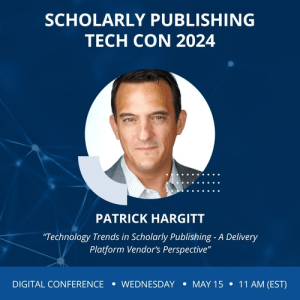 SCHOLARLY PUBLISHING
TECH CON 2024
PATRICK HARGITT
“Technology Trends in Scholarly Publishing - A Delivery
Platform Vendor’s Perspective”
DIGITAL CONFERENCE • WEDNESDAY • MAY 15 • 11 AM (EST)